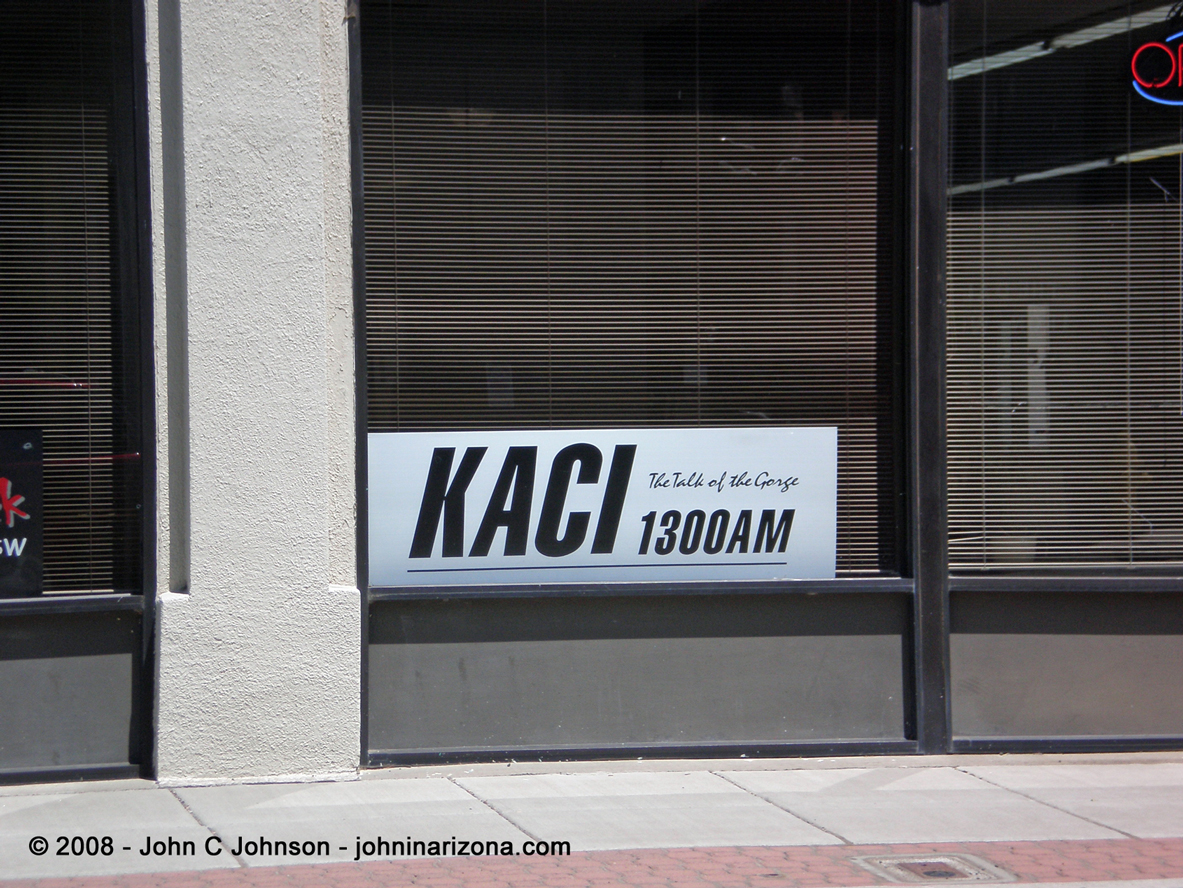 KACI
The Talk of the Gorge
1300AM
© 2008 - John C Johnson - johninarizona.com